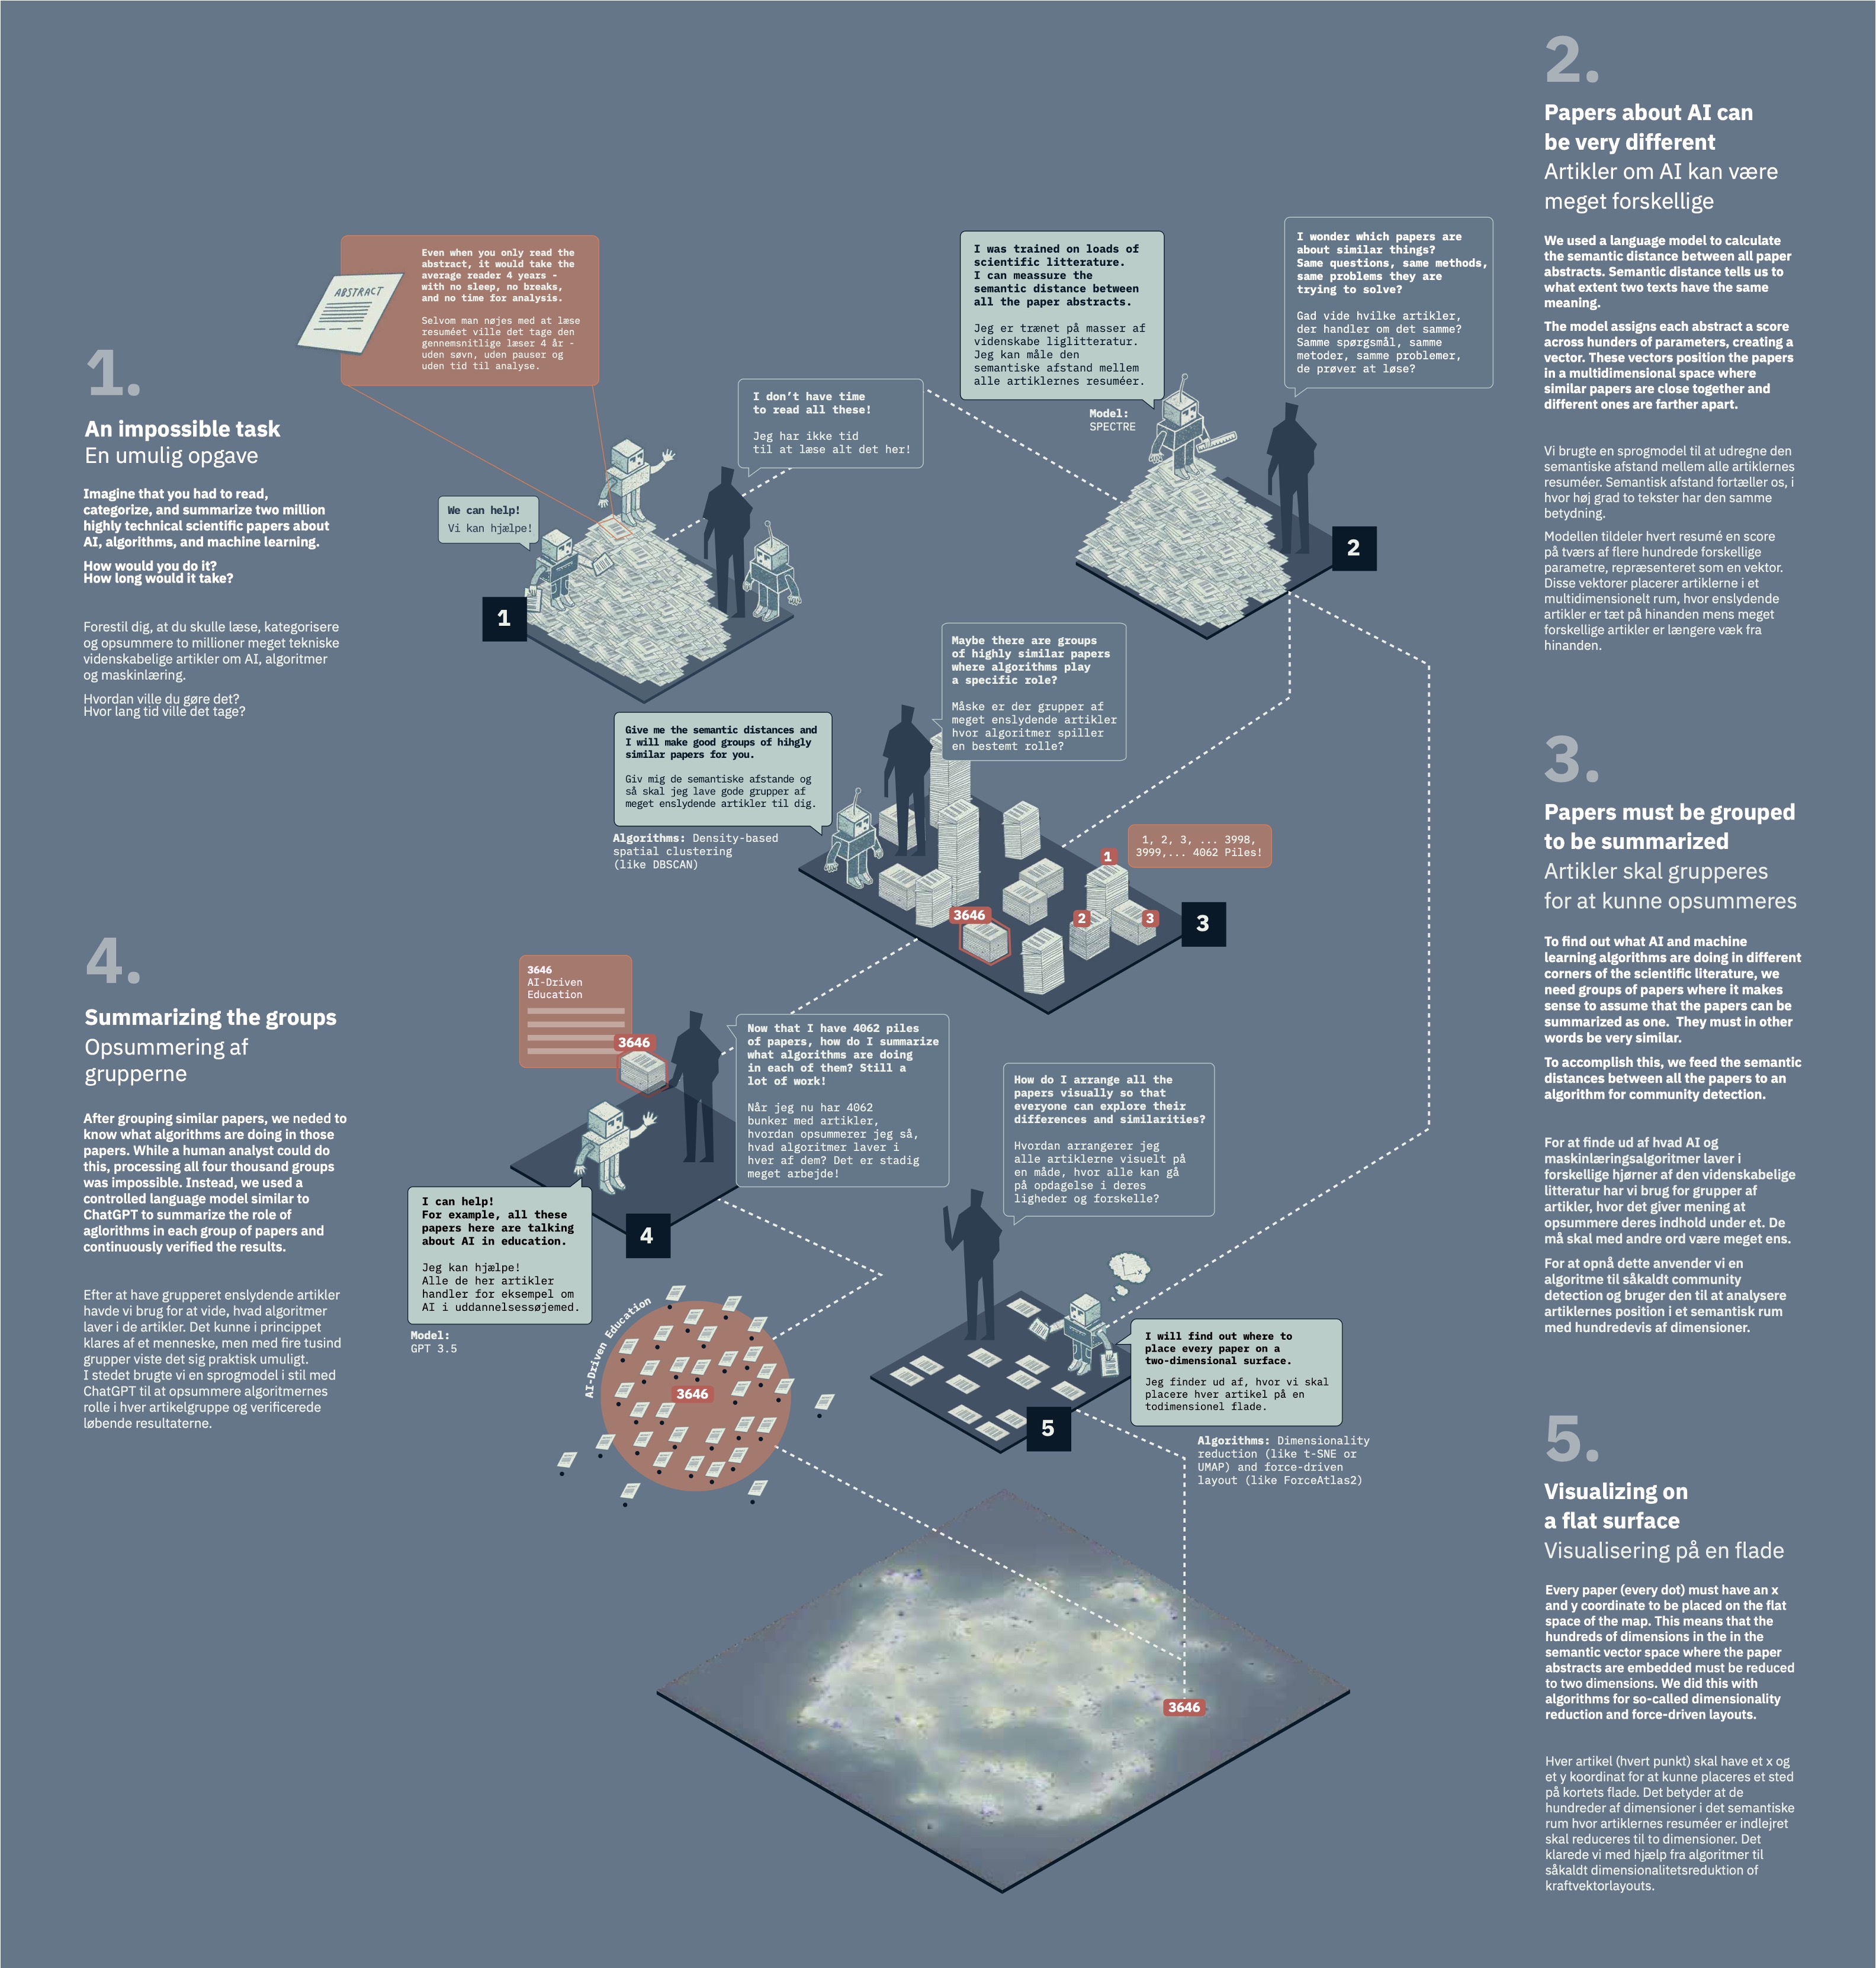 1.
An impossible task
En umulig opgave
Imagine that you had to read,
categorize, and summarize two million
highly technical scientific papers about
AI, algorithms, and machine learning.
How would you do it?
How long would it take?
Forestil dig, at du skulle læse, kategorisere
og opsummere to millioner meget tekniske
videnskabelige artikler om AI, algoritmer
og maskinlæring.
Hvordan ville du gøre det?
Hvor lang tid ville det tage?
ABSTRACT
Even when you only read the
abstract, it would take the
average reader 4 years -
with no sleep, no breaks,
and no time for analysis.
Selvom man nøjes med at læse
resuméet ville det tage den
gennemsnitlige læser 4 år -
uden søvn, uden pauser og
uden tid til analyse.
We can help!
Vi kan hjælpe!
I don't have time
to read all these!
Jeg har ikke tid
til at læse alt det her!
1
2.
Papers about AI can
be very different
Artikler om AI kan være
meget forskellige
We used a language model to calculate
the semantic distance between all paper
abstracts. Semantic distance tells us to
what extent two texts have the same
meaning.
The model assigns each abstract a score
across hunders of parameters, creating a
vector. These vectors position the papers
in a multidimensional space where
similar papers are close together and
different ones are farther apart.
Vi brugte en sprogmodel til at udregne den
semantiske afstand mellem alle artiklernes
resuméer. Semantisk afstand fortæller os, i
hvor høj grad to tekster har den samme
betydning.
Modellen tildeler hvert resumé en score
på tværs af flere hundrede forskellige
parametre, repræsenteret som en vektor.
Disse vektorer placerer artiklerne i et
multidimensionelt rum, hvor enslydende
artikler er tæt på hinanden mens meget
forskellige artikler er længere væk fra
hinanden.
I was trained on loads of
scientific litterature.
I can meassure the
semantic distance between
all the paper abstracts.
Jeg er trænet på masser af
videnskabe liglitteratur.
Jeg kan måle den
semantiske afstand mellem
alle artiklernes resuméer.
Model:
SPECTRE
I wonder which papers are
about similar things?
Same questions, same methods,
same problems they are
trying to solve?
Gad vide hvilke artikler,
der handler om det samme?
Samme spørgsmål, samme
metoder, samme problemer,
de prøver at løse?
2
3.
Papers must be grouped
to be summarized
Artikler skal grupperes
for at kunne opsummeres
To find out what AI and machine
learning algorithms are doing in different
corners of the scientific literature, we
need groups of papers where it makes
sense to assume that the papers can be
summarized as one. They must in other
words be very similar.
To accomplish this, we feed the semantic
distances between all the papers to an
algorithm for community detection.
For at finde ud af hvad AI og
maskinlæringsalgoritmer laver i
forskellige hjørner af den videnskabelige
litteratur har vi brug for grupper af
artikler, hvor det giver mening at
opsummere deres indhold under et. De
må skal med andre ord være meget ens.
For at opnå dette anvender vi en
algoritme til såkaldt community
detection og bruger den til at analysere
artiklernes position i et semantisk rum
med hundredevis af dimensioner.
Maybe there are groups
of highly similar papers
where algorithms play
a specific role?
Måske er der grupper af
meget enslydende artikler
hvor algoritmer spiller
en bestemt rolle?
Give me the semantic distances and
I will make good groups of hihgly
similar papers for you.
Giv mig de semantiske afstande og
så skal jeg lave gode grupper af
meget enslydende artikler til dig.
Algorithms: Density-based
spatial clustering
(like DBSCAN)
1, 2, 3, ... 3998,
3999,... 4062 Piles!
1
2
3
3646
3
4.
Summarizing the groups
Opsummering af
grupperne
After grouping similar papers, we neded to
know what algorithms are doing in those
papers. While a human analyst could do
this, processing all four thousand groups
was impossible. Instead, we used a
controlled language model similar to
ChatGPT to summarize the role of
aglorithms in each group of papers and
continuously verified the results.
Efter at have grupperet enslydende artikler
havde vi brug for at vide, hvad algoritmer
laver i de artikler. Det kunne i princippet
klares af et menneske, men med fire tusind
grupper viste det sig praktisk umuligt.
I stedet brugte vi en sprogmodel i stil med
ChatGPT til at opsummere algoritmernes
rolle i hver artikelgruppe og verificerede
løbende resultaterne.
3646
AI-Driven
Education
3646
Now that I have 4062 piles
of papers, how do I summarize
what algorithms are doing
in each of them? Still a
lot of work!
Når jeg nu har 4062
bunker med artikler,
hvordan opsummerer jeg så,
hvad algoritmer laver i
hver af dem? Det er stadig
meget arbejde!
I can help!
For example, all these
papers here are talking
about AI in education.
Jeg kan hjælpe!
Alle de her artikler
handler for eksempel om
AI i uddannelsessøjemed.
Model:
GPT 3.5
4
AI-Driven Education
3646
5.
Visualizing on
a flat surface
Visualisering på en flade
Every paper (every dot) must have an x
and y coordinate to be placed on the flat
space of the map. This means that the
hundreds of dimensions in the in the
semantic vector space where the paper
abstracts are embedded must be reduced
to two dimensions. We did this with
algorithms for so-called dimensionality
reduction and force-driven layouts.
Hver artikel (hvert punkt) skal have et x og
et y koordinat for at kunne placeres et sted
på kortets flade. Det betyder at de
hundreder af dimensioner i det semantiske
rum hvor artiklernes resuméer er indlejret
skal reduceres til to dimensioner. Det
klarede vi med hjælp fra algoritmer til
såkaldt dimensionalitetsreduktion of
kraftvektorlayouts.
How do I arrange all the
papers visually so that
everyone can explore their
differences and similarities?
Hvordan arrangerer jeg
alle artiklerne visuelt på
en måde, hvor alle kan gå
på opdagelse i deres
ligheder og forskelle?
Y
X
I will find out where to
place every paper on a
two-dimensional surface.
Jeg finder ud af, hvor vi skal
placere hver artikel på en
todimensionel flade.
Algorithms: Dimensionality
reduction (like t-SNE or
UMAP) and force-driven
layout (like ForceAtlas2)
5
3646